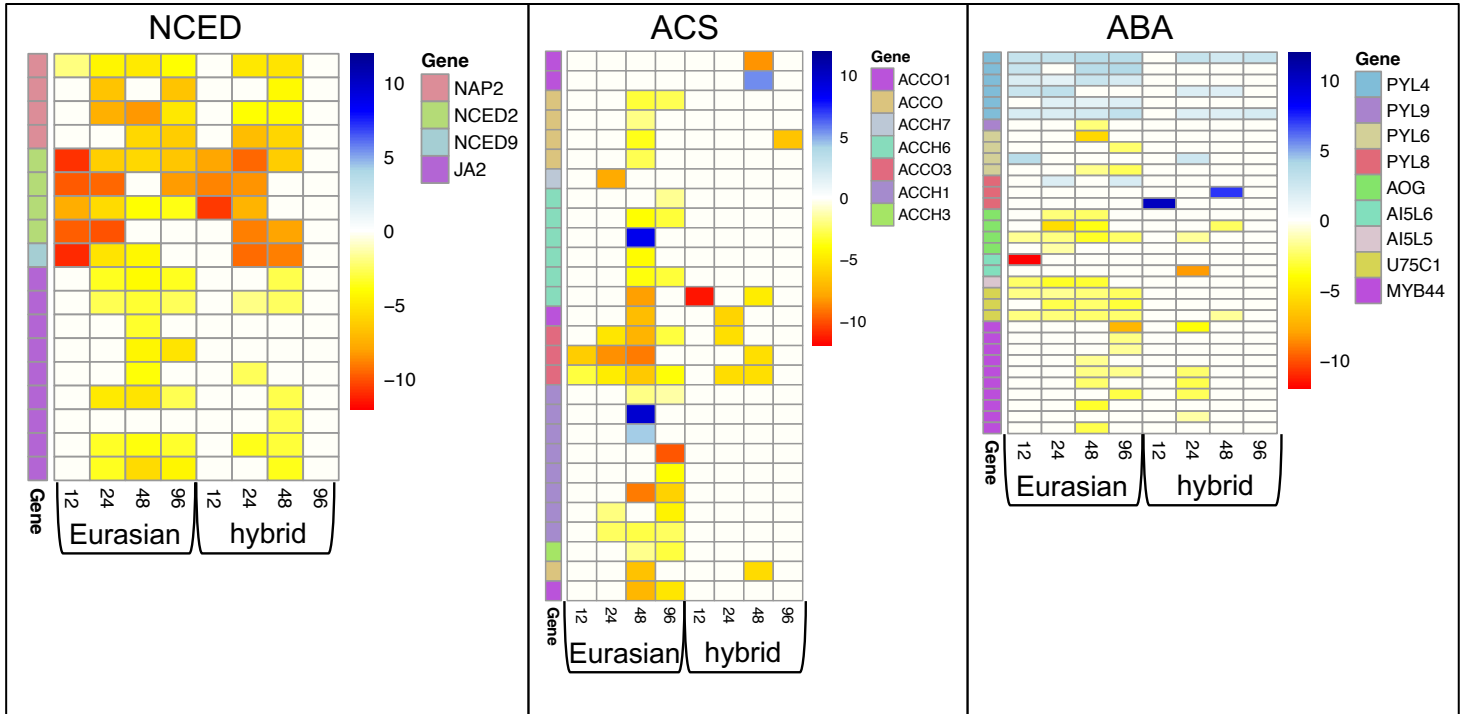 NCED
10
5
0
−5
−10
Gene
NAP2
NCED2
NCED9
JA2
Gene
12 24 48 96 12 24 48 96
Eurasian hybrid
ACS
10
5
0
−5
−10
Gene
ACCO1
ACCO
ACCH7
ACCH6
ACCO3
ACCH1
ACCH3
Gene
12 24 48 96 12 24 48 96
Eurasian hybrid
ABA
10
5
0
−5
−10
Gene
PYL4
PYL9
PYL6
PYL8
AOG
AI5L6
AI5L5
U75C1
MYB44
Gene
12 24 48 96 12 24 48 96
Eurasian hybrid